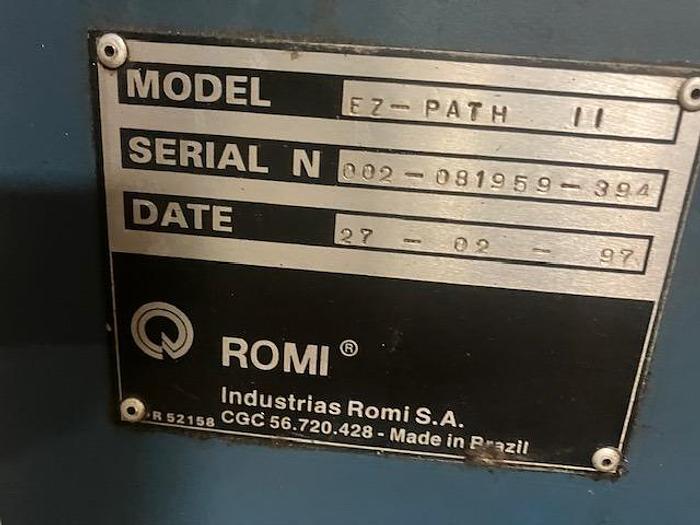 MODEL EZ-PATH II
SERIAL N 002-081959-394
DATE 27 - 02 - 97
ROMI ®
Industrias Romi S.A.
R 52158 CGC 56.720.428 - Made in Brazil